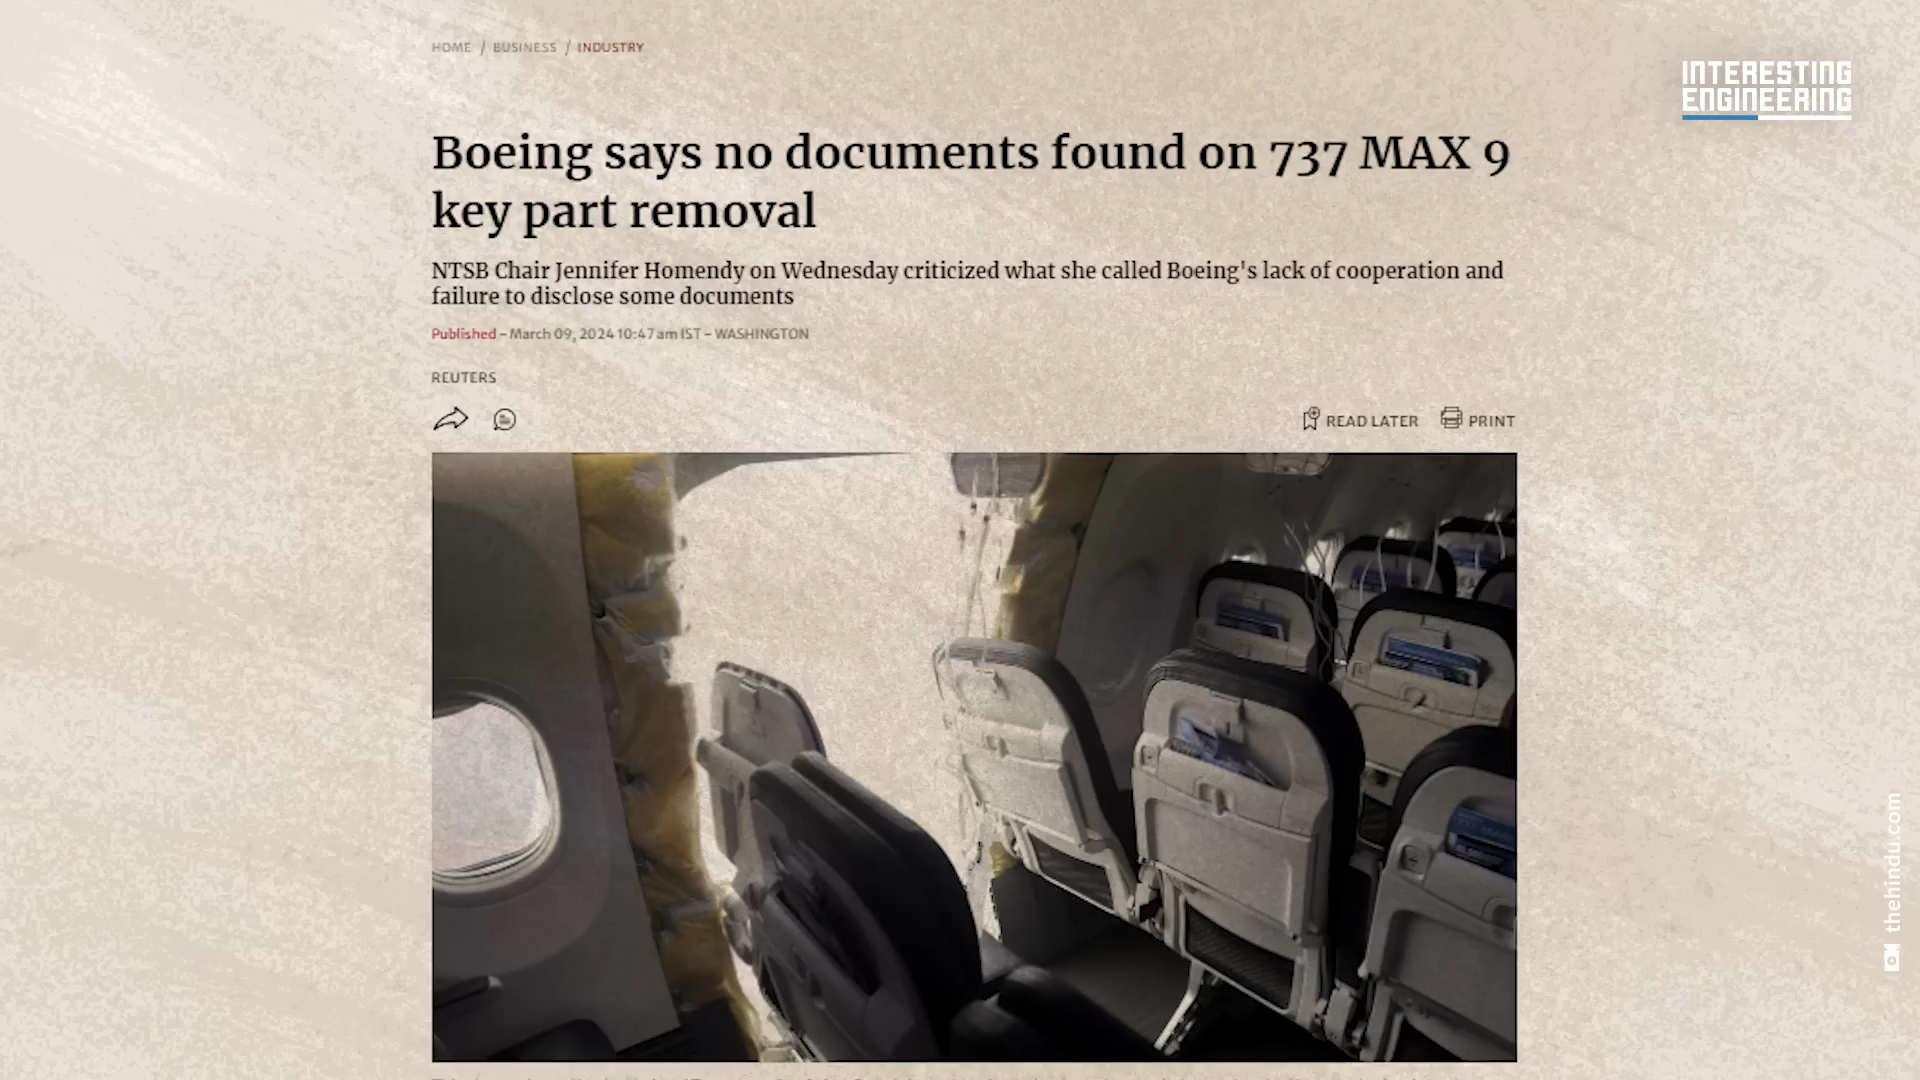 HOME / BUSINESS / INDUSTRY
INTERESTING
ENGINEERING
Boeing says no documents found on 737 MAX 9
key part removal
NTSB Chair Jennifer Homendy on Wednesday criticized what she called Boeing's lack of cooperation and
failure to disclose some documents
Published - March 09, 2024 10:47 am IST - WASHINGTON
REUTERS
READ LATER PRINT
thehindu.com